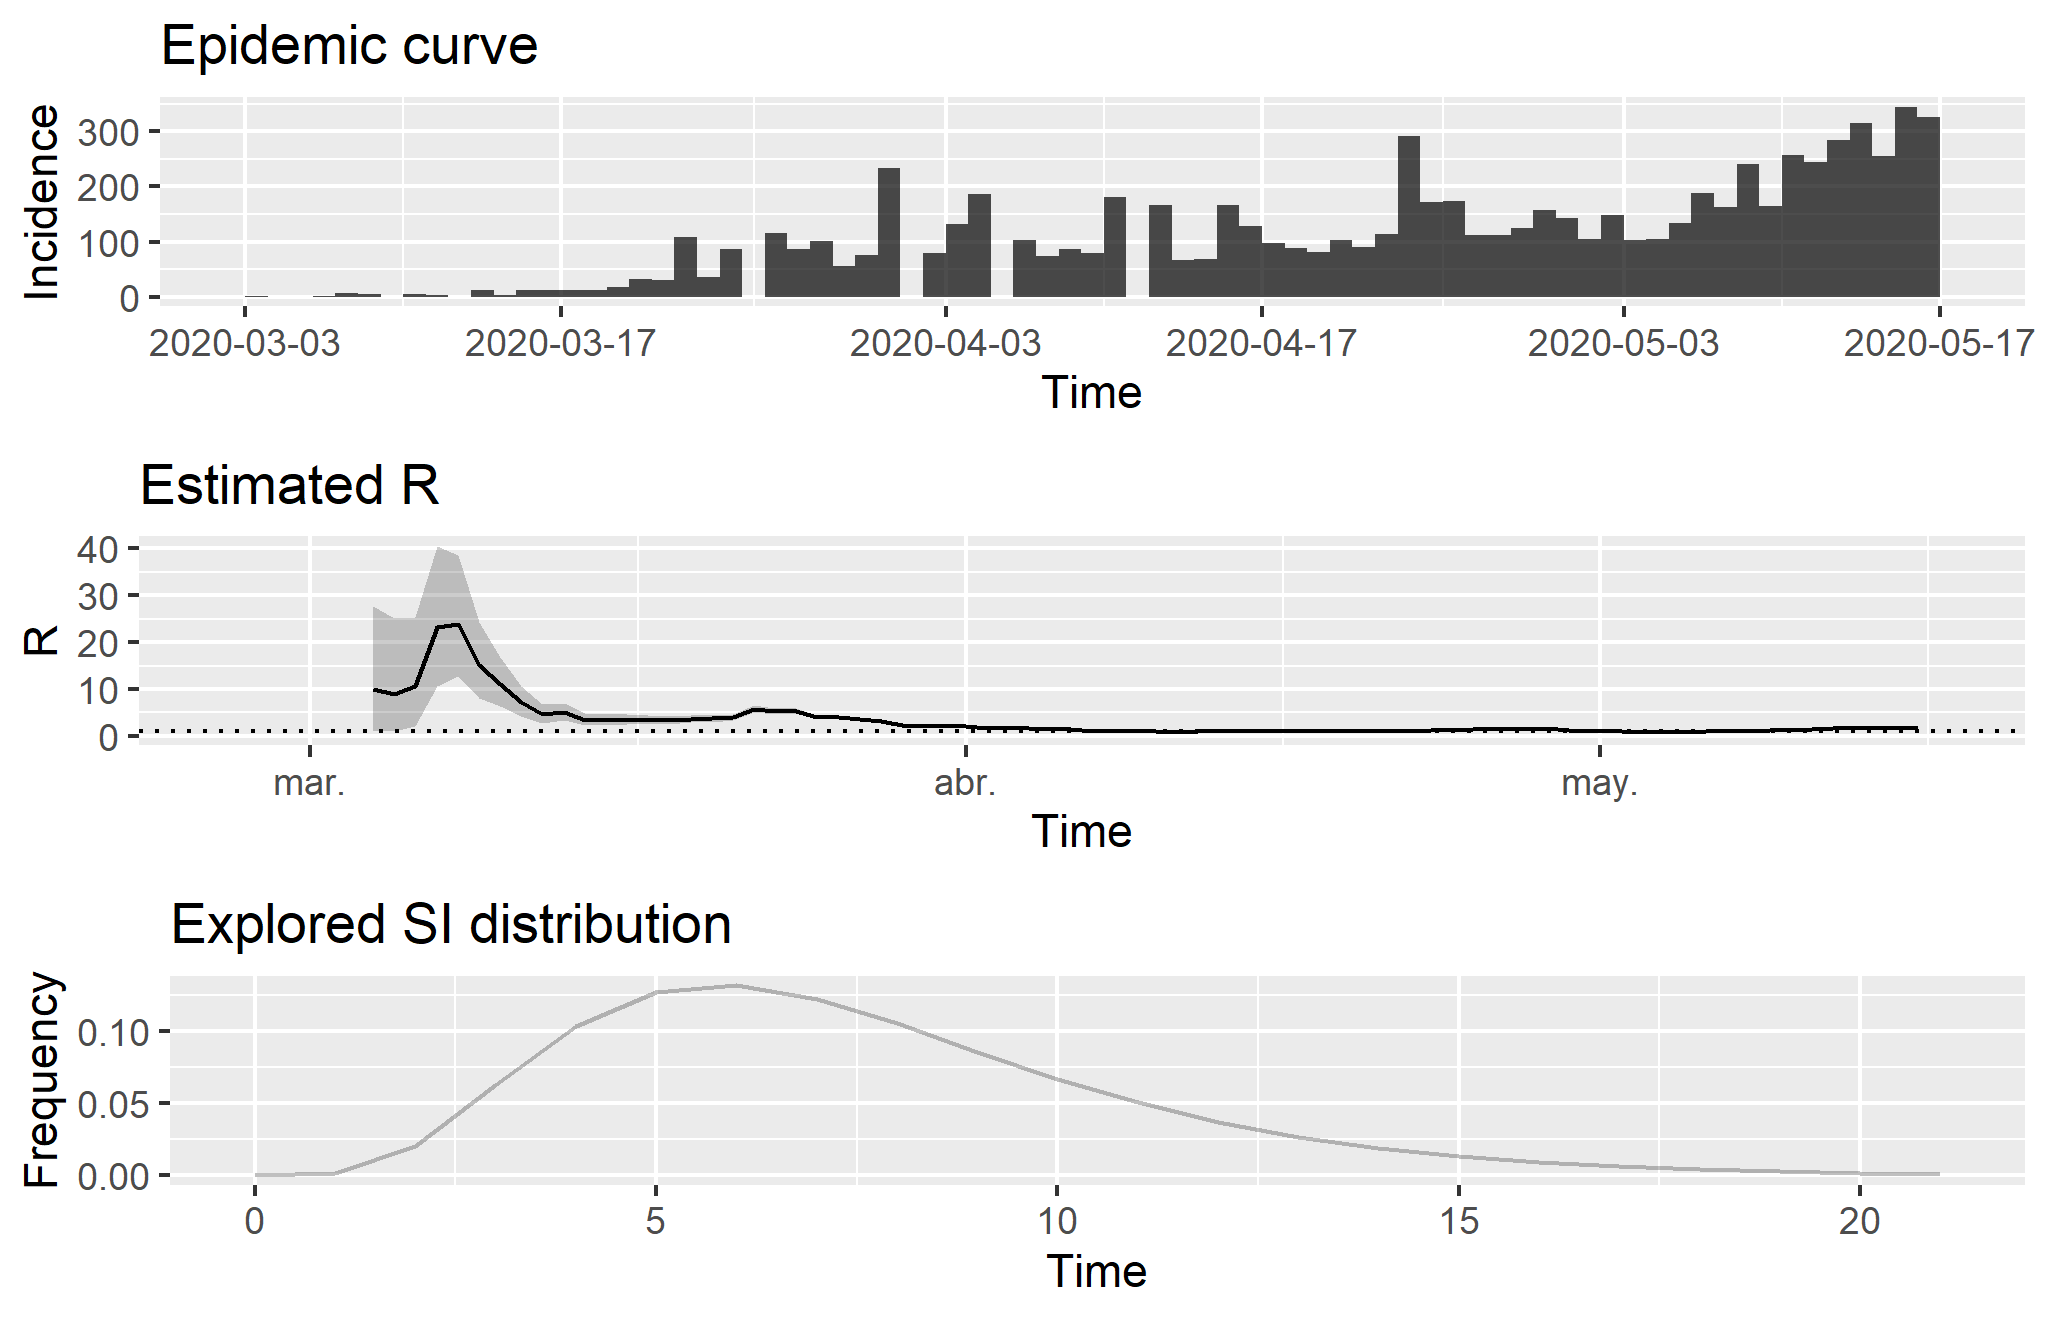 Epidemic curve
Incidence
300
200
100
0
2020-03-03 2020-03-17 2020-04-03 2020-04-17 2020-05-03 2020-05-17
Time
Estimated R
R
40
30
20
10
0
mar. abr. may.
Time
Explored SI distribution
Frequency
0.10
0.05
0.00
0 5 10 15 20
Time